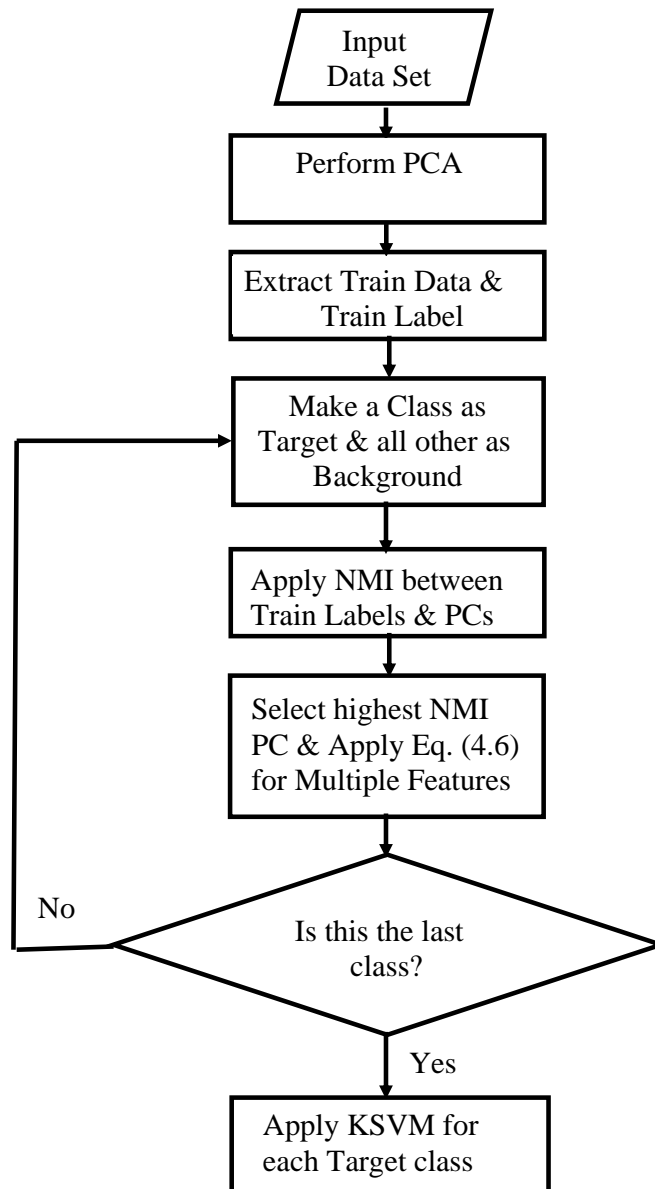 Input
Data Set
Perform PCA
Extract Train Data &
Train Label
Make a Class as
Target & all other as
Background
Apply NMI between
Train Labels & PCs
Select highest NMI
PC & Apply Eq. (4.6)
for Multiple Features
No
Is this the last
class?
Yes
Apply KSVM for
each Target class